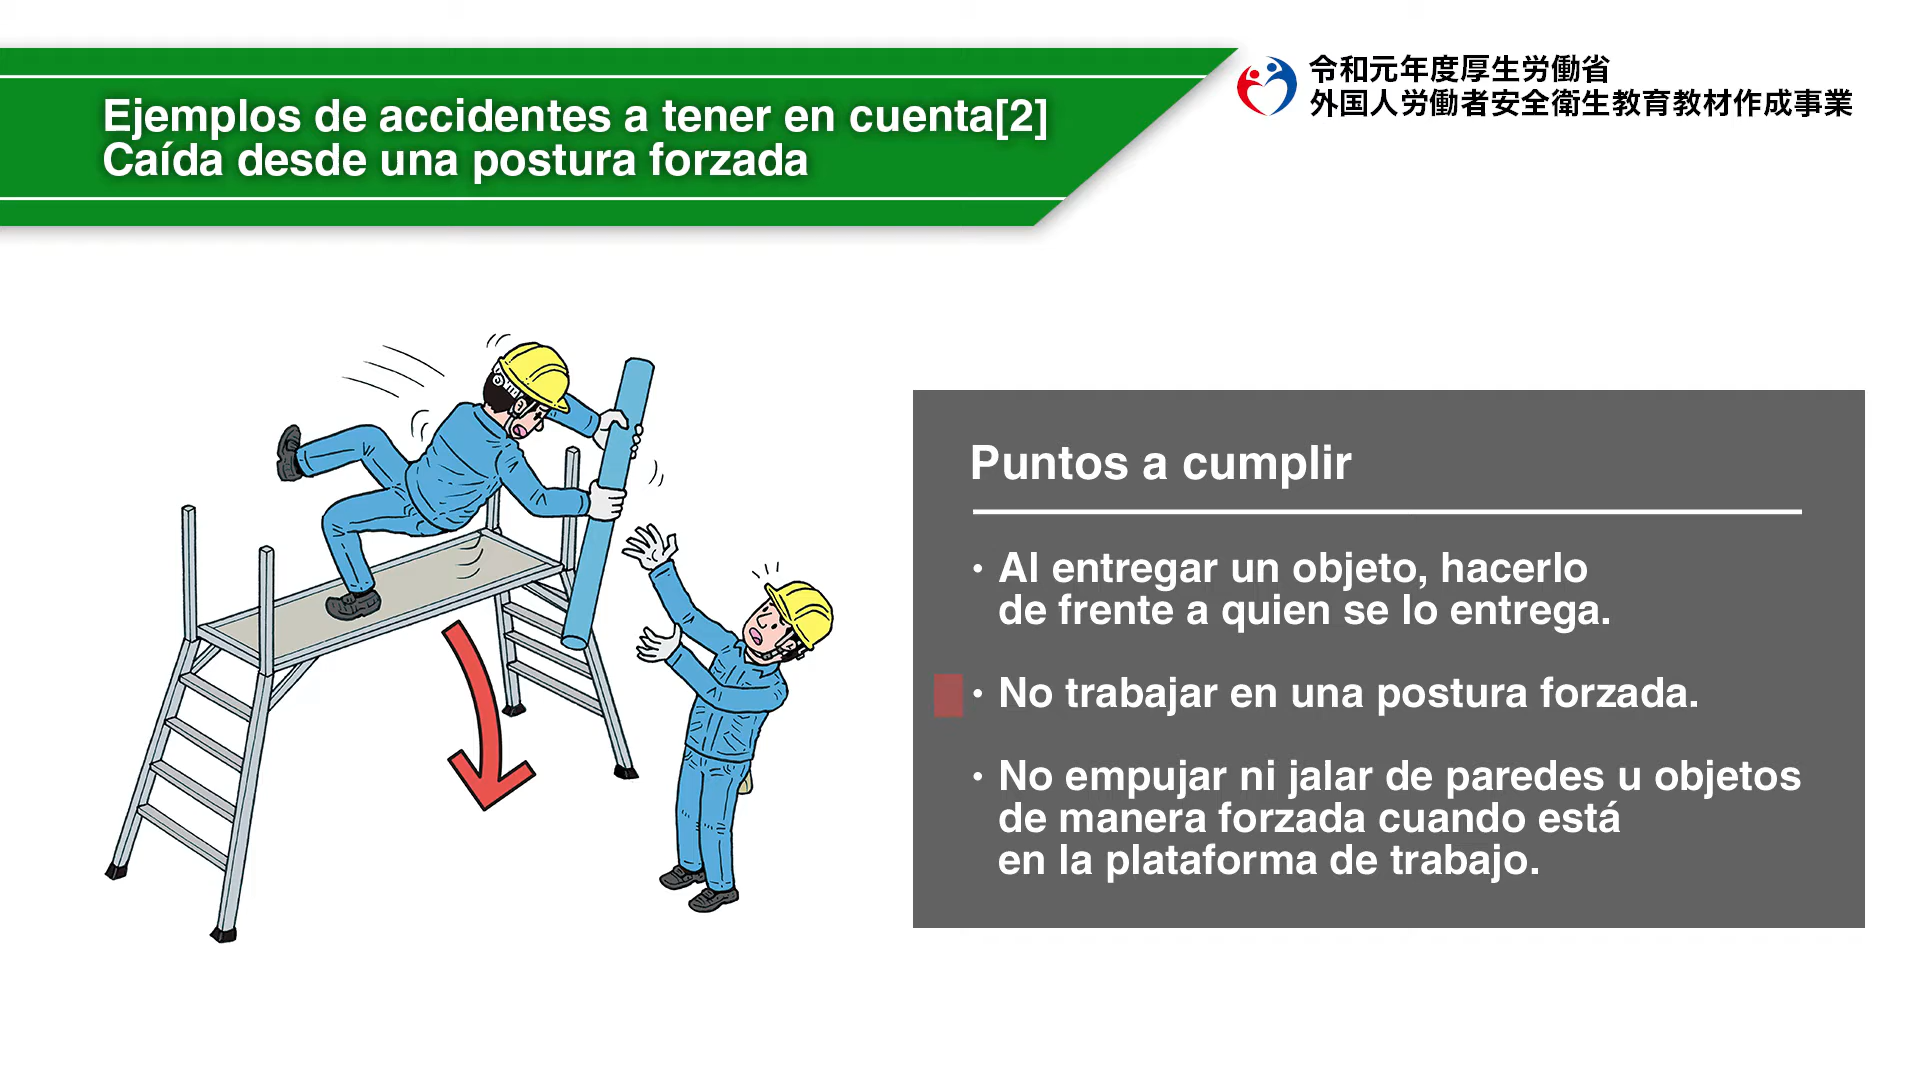 Ejemplos de accidentes a tener en cuenta[2]
Caída desde una postura forzada
令和元年度厚生労働省
外国人労働者安全衛生教育教材作成事業
Puntos a cumplir
・Al entregar un objeto, hacerlo
de frente a quien se lo entrega.
・No trabajar en una postura forzada.
・No empujar ni jalar de paredes u objetos
de manera forzada cuando está
en la plataforma de trabajo.